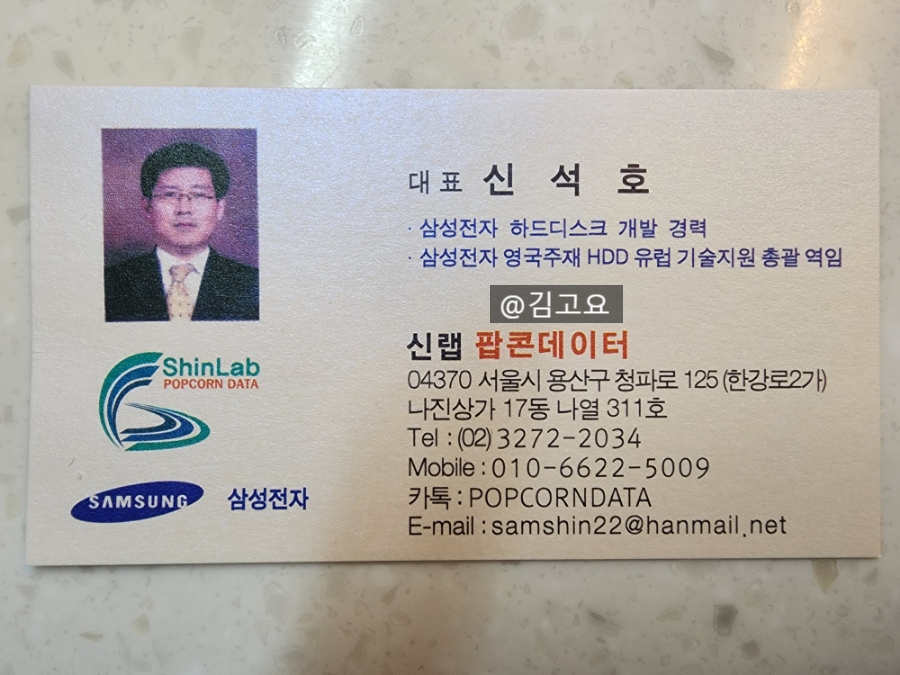 대표 신 석 호
· 삼성전자 하드디스크 개발 경력
· 삼성전자 영국주재 HDD 유럽 기술지원 총괄 역임
@김고요
신랩 팝콘데이터
04370 서울시 용산구 청파로 125 (한강로2가)
나진상가 17동 나열 311호
Tel : (02) 3272-2034
Mobile : 010-6622-5009
카톡 : POPCORNDATA
E-mail : samshin22@hanmail.net
ShinLab
POPCORN DATA
SAMSUNG 삼성전자